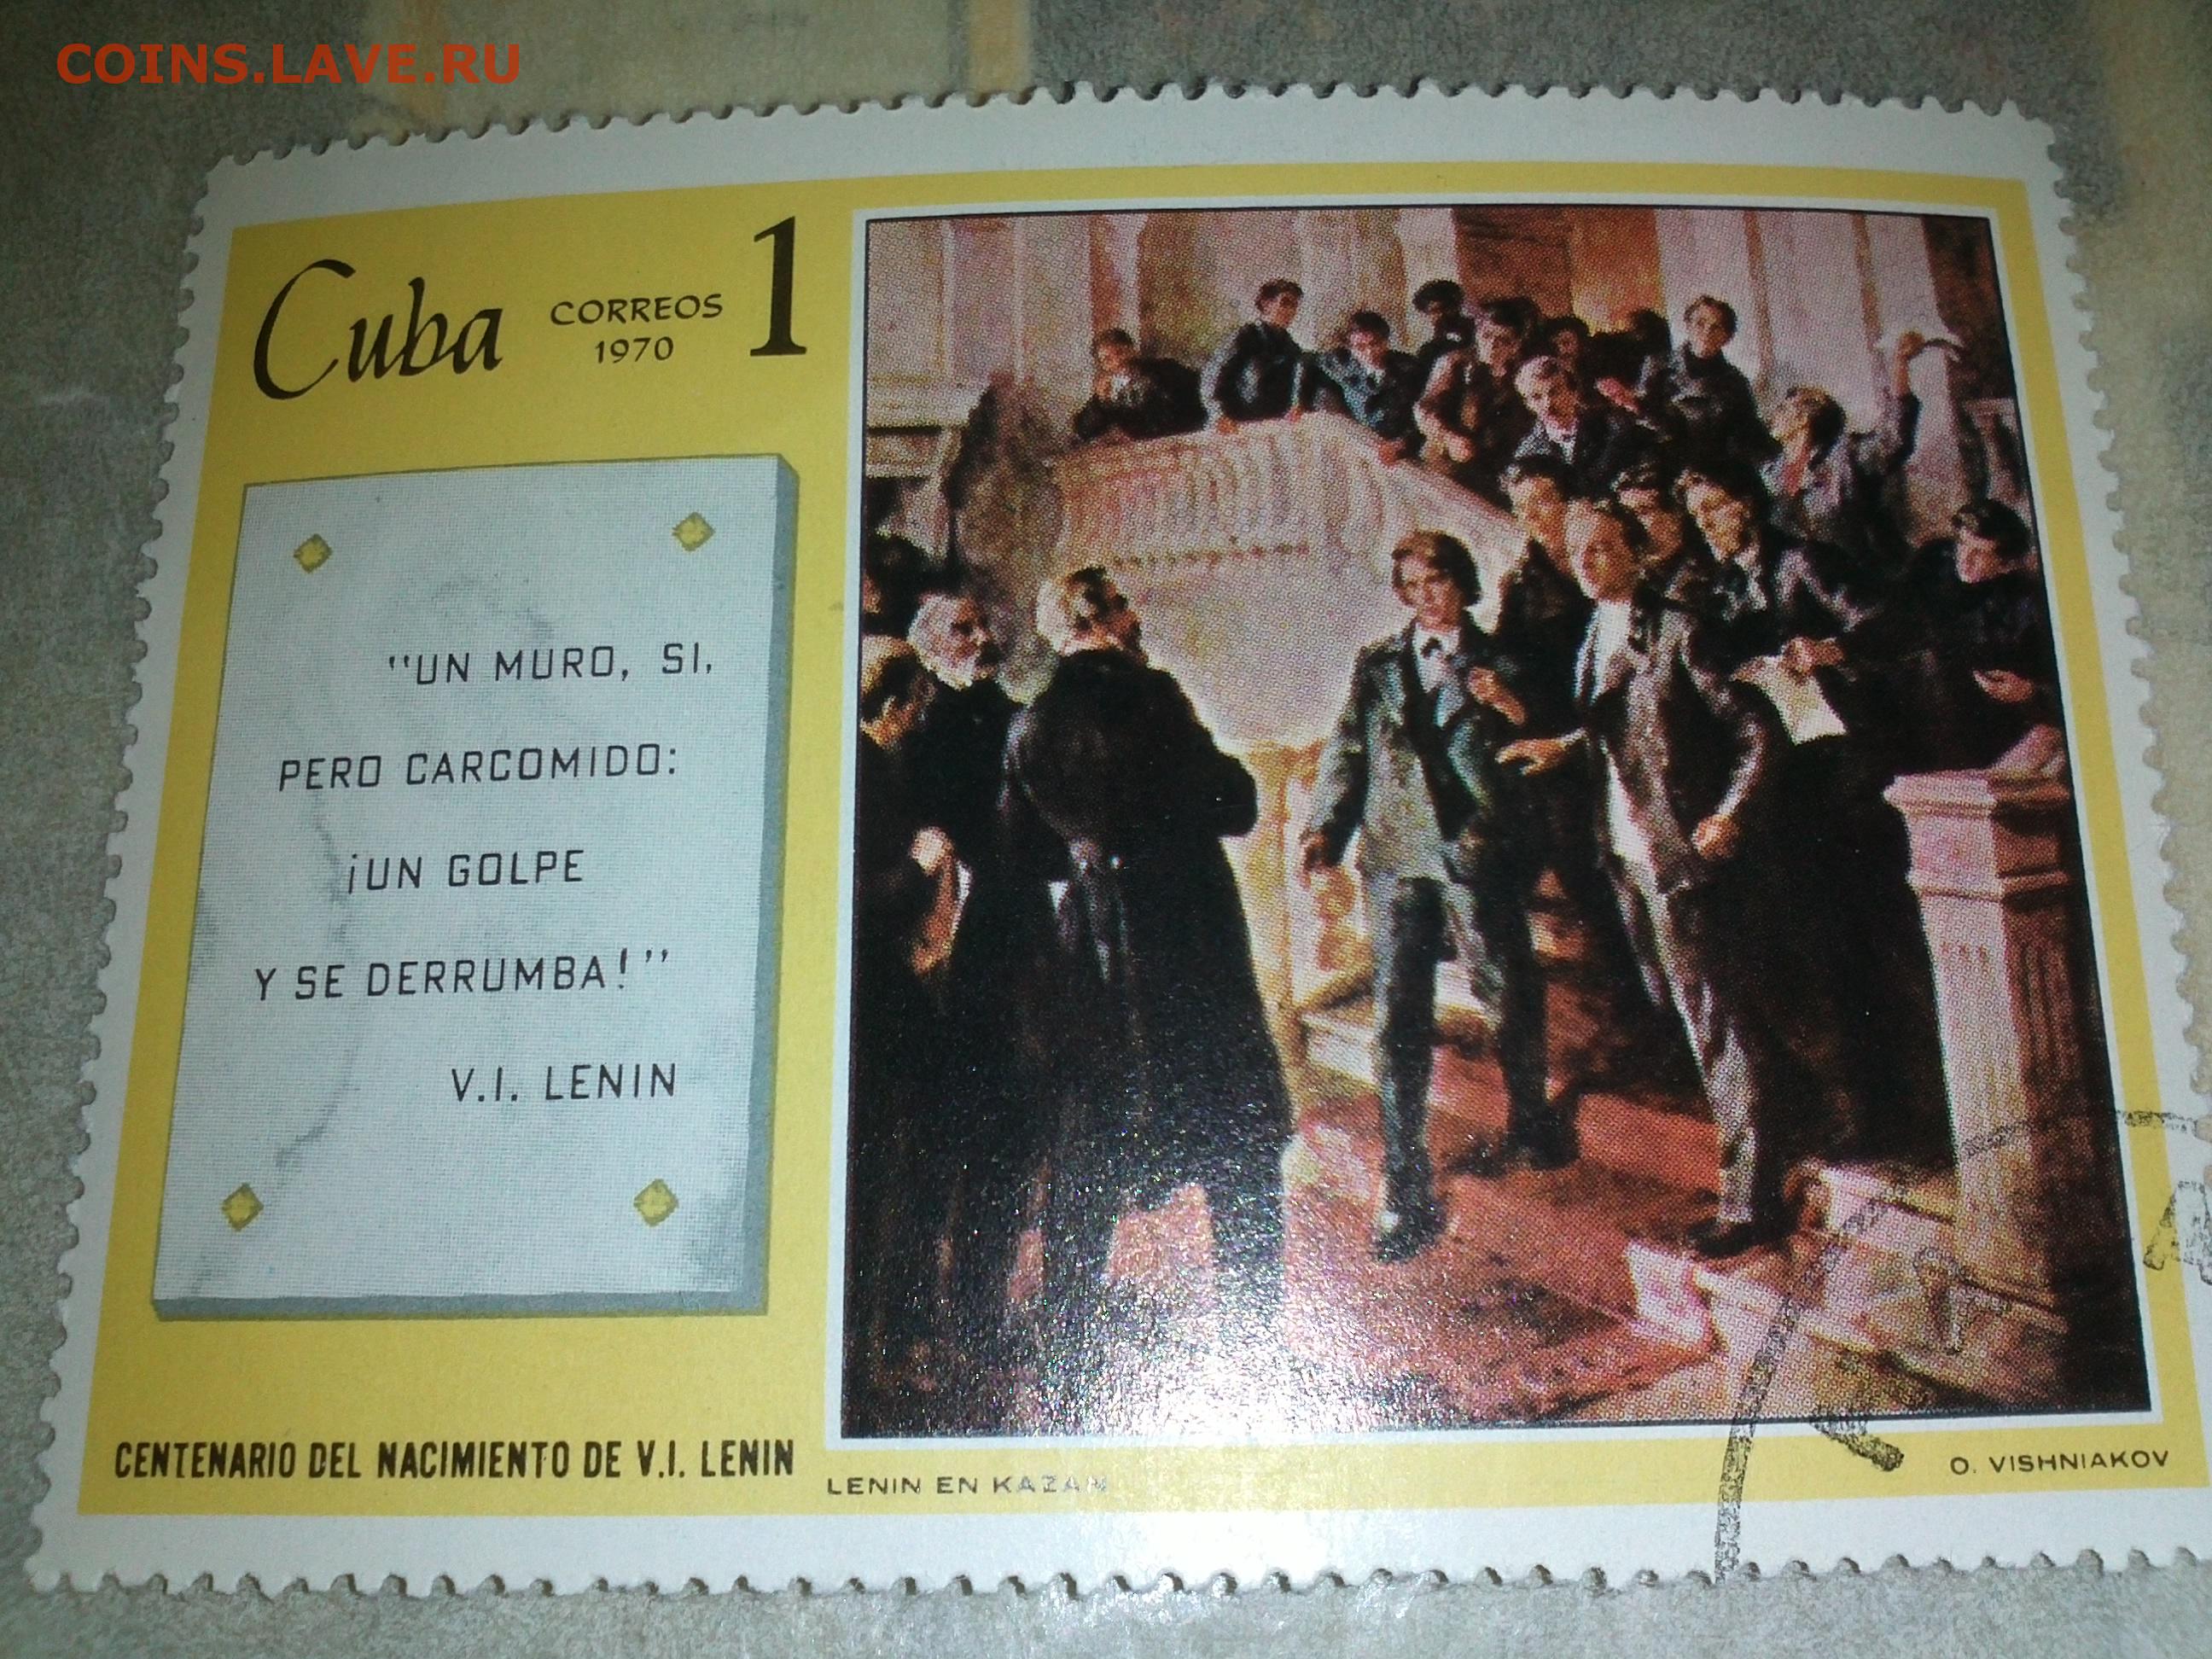 COINS.LAVE.RU
Cuba CORREOS 1
1970
"UN MURO, SI,
PERO CARCOMIDO:
¡UN GOLPE
Y SE DERRUMBA!"
V.I. LENIN
CENTENARIO DEL NACIMIENTO DE V.I. LENIN
LENIN EN KAZAN
O. VISHNIAKOV